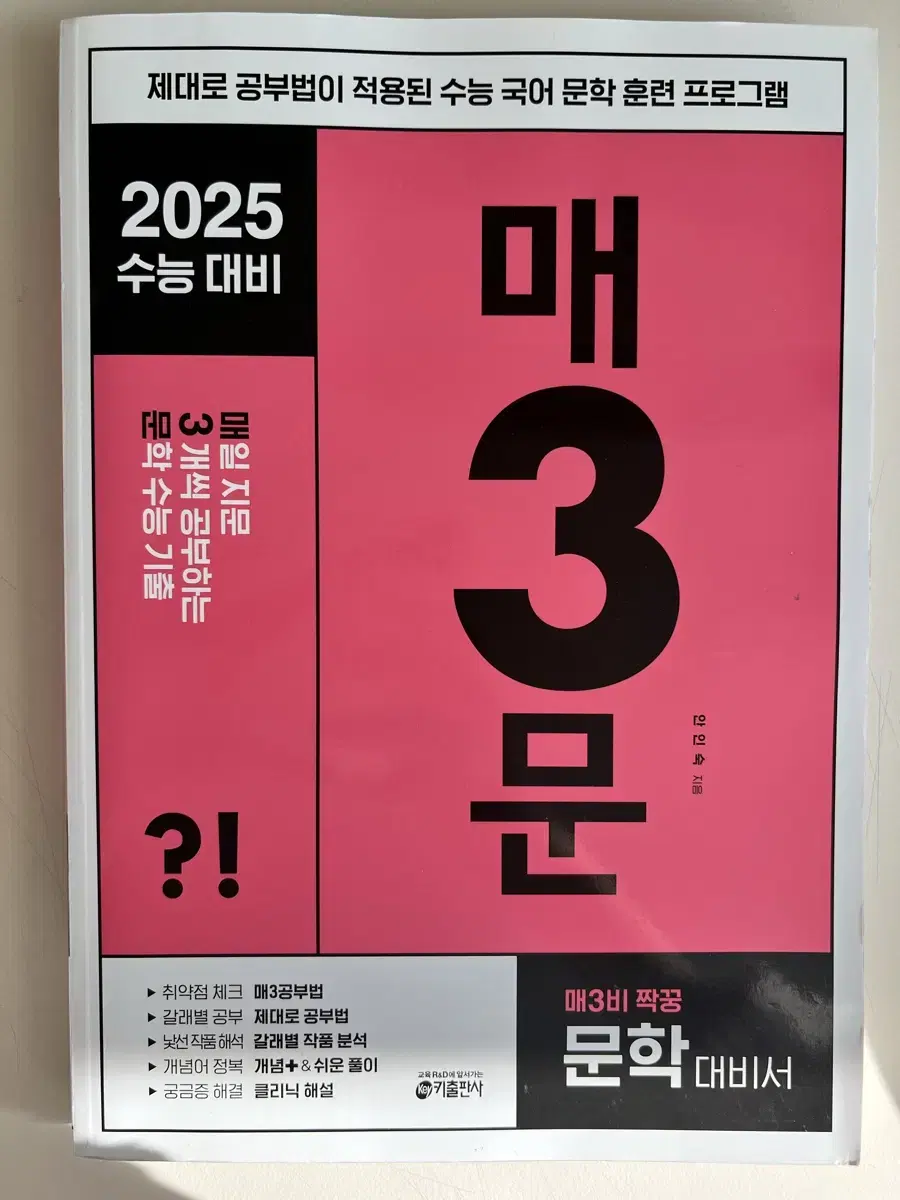 제대로 공부법이 적용된 수능 국어 문학 훈련 프로그램
2025
수능 대비
매일 지문
3개씩 공부하는
문학 수능 기출
?!
매
3
문
안인숙 지음
▶ 취약점 체크 매3공부법
▶ 갈래별 공부 제대로 공부법
▶ 낯선 작품 해석 갈래별 작품 분석
▶ 개념어 정복 개념+ & 쉬운 풀이
▶ 궁금증 해결 클리닉 해설
교육 R&D에 앞서가는
Key 키출판사
매3비 짝꿍
문학 대비서